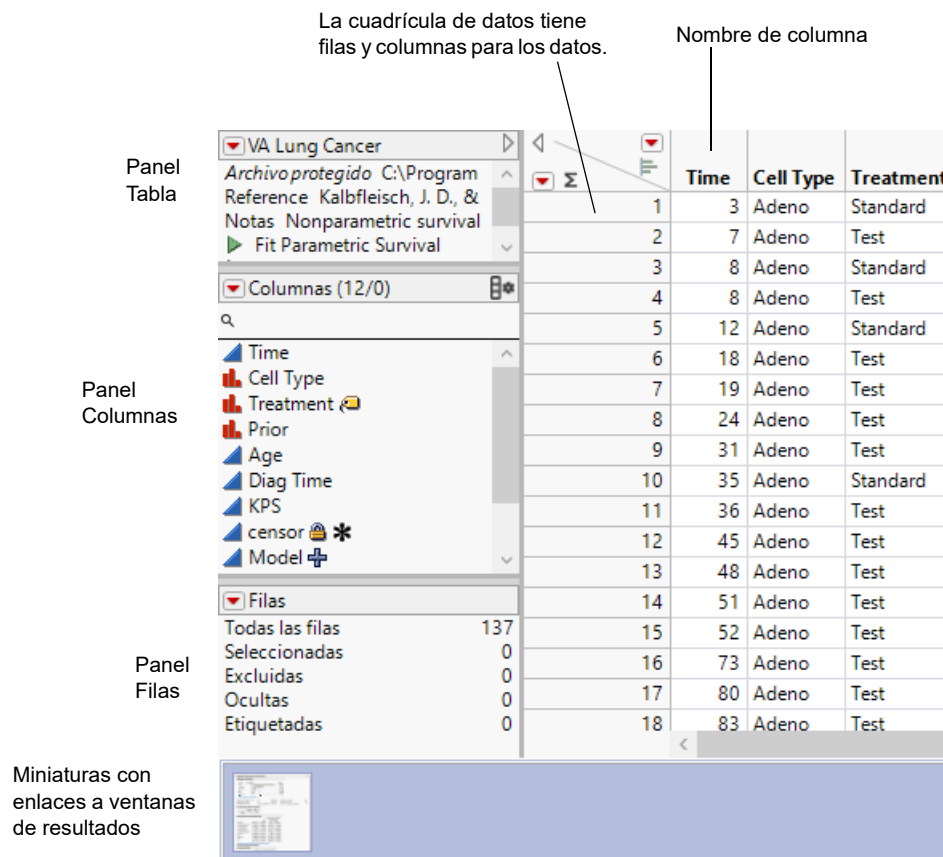 La cuadrícula de datos tiene
filas y columnas para los datos.
Nombre de columna
Panel
Tabla
VA Lung Cancer
Archivo protegido C:\Program
Reference Kalbfleisch, J. D., &
Notas Nonparametric survival
Fit Parametric Survival
Panel
Columnas
Columnas (12/0)
Time
Cell Type
Treatment
Prior
Age
Diag Time
KPS
censor
Model
Panel
Filas
Filas
Todas las filas 137
Seleccionadas 0
Excluidas 0
Ocultas 0
Etiquetadas 0
Σ Time Cell Type Treatment
1 3 Adeno Standard
2 7 Adeno Test
3 8 Adeno Standard
4 8 Adeno Test
5 12 Adeno Standard
6 18 Adeno Test
7 19 Adeno Test
8 24 Adeno Test
9 31 Adeno Test
10 35 Adeno Standard
11 36 Adeno Test
12 45 Adeno Test
13 48 Adeno Test
14 51 Adeno Test
15 52 Adeno Test
16 73 Adeno Test
17 80 Adeno Test
18 83 Adeno Test
Miniaturas con
enlaces a ventanas
de resultados